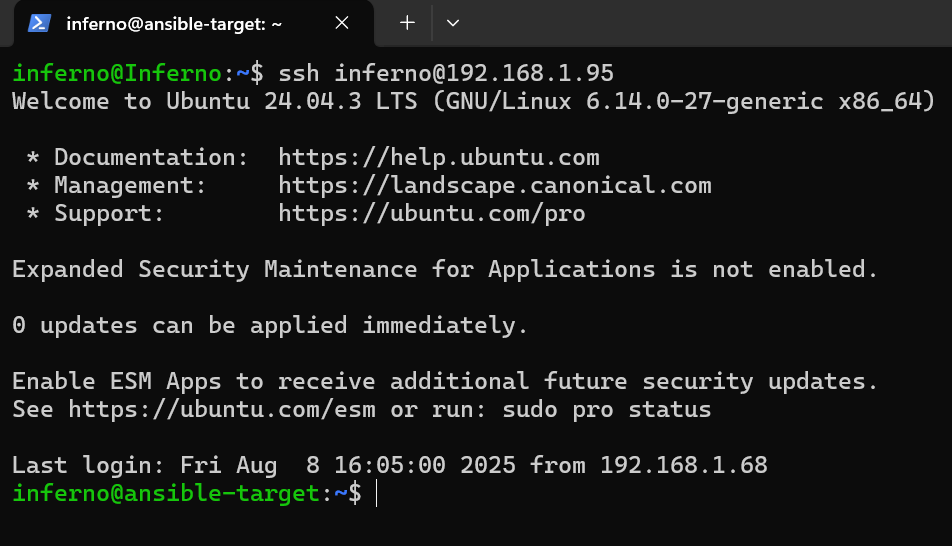 inferno@ansible-target: ~
inferno@Inferno:~$ ssh inferno@192.168.1.95
Welcome to Ubuntu 24.04.3 LTS (GNU/Linux 6.14.0-27-generic x86_64)
* Documentation:  https://help.ubuntu.com
* Management:     https://landscape.canonical.com
* Support:        https://ubuntu.com/pro
Expanded Security Maintenance for Applications is not enabled.
0 updates can be applied immediately.
Enable ESM Apps to receive additional future security updates.
See https://ubuntu.com/esm or run: sudo pro status
Last login: Fri Aug  8 16:05:00 2025 from 192.168.1.68
inferno@ansible-target:~$